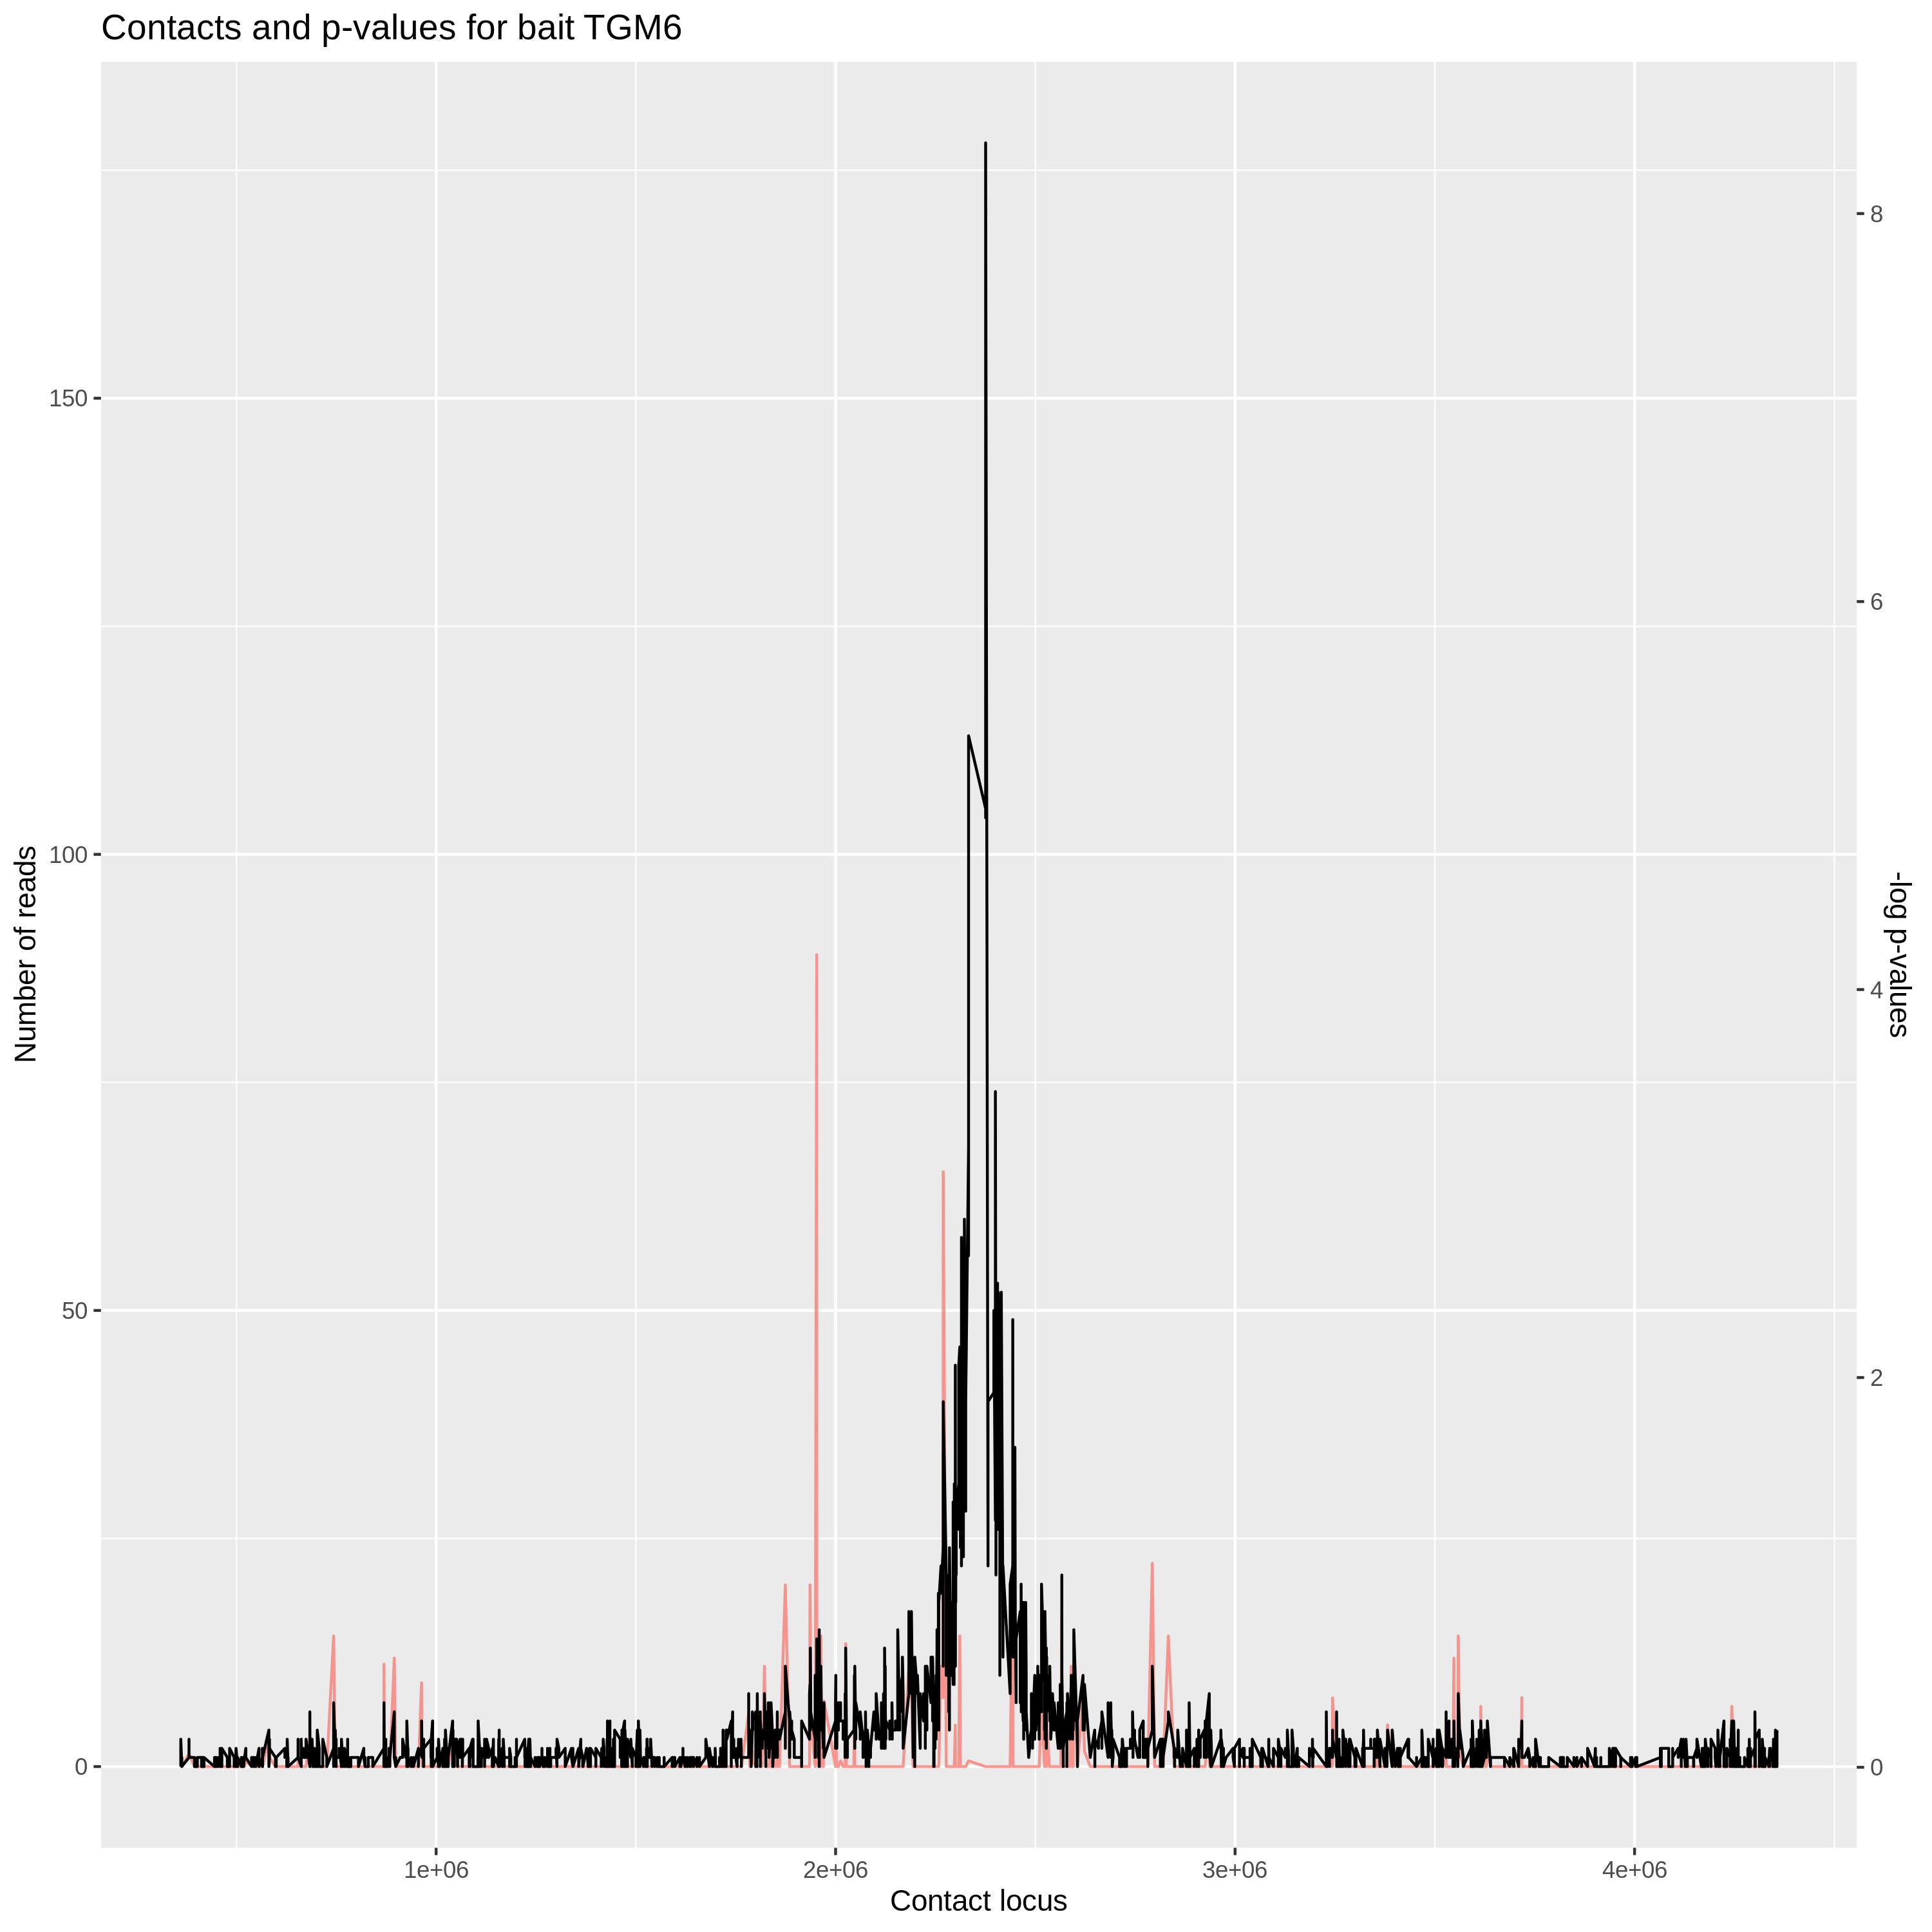 Contacts and p-values for bait TGM6
150
100
50
0
Number of reads
8
6
4
2
0
-log p-values
1e+06
2e+06
3e+06
4e+06
Contact locus